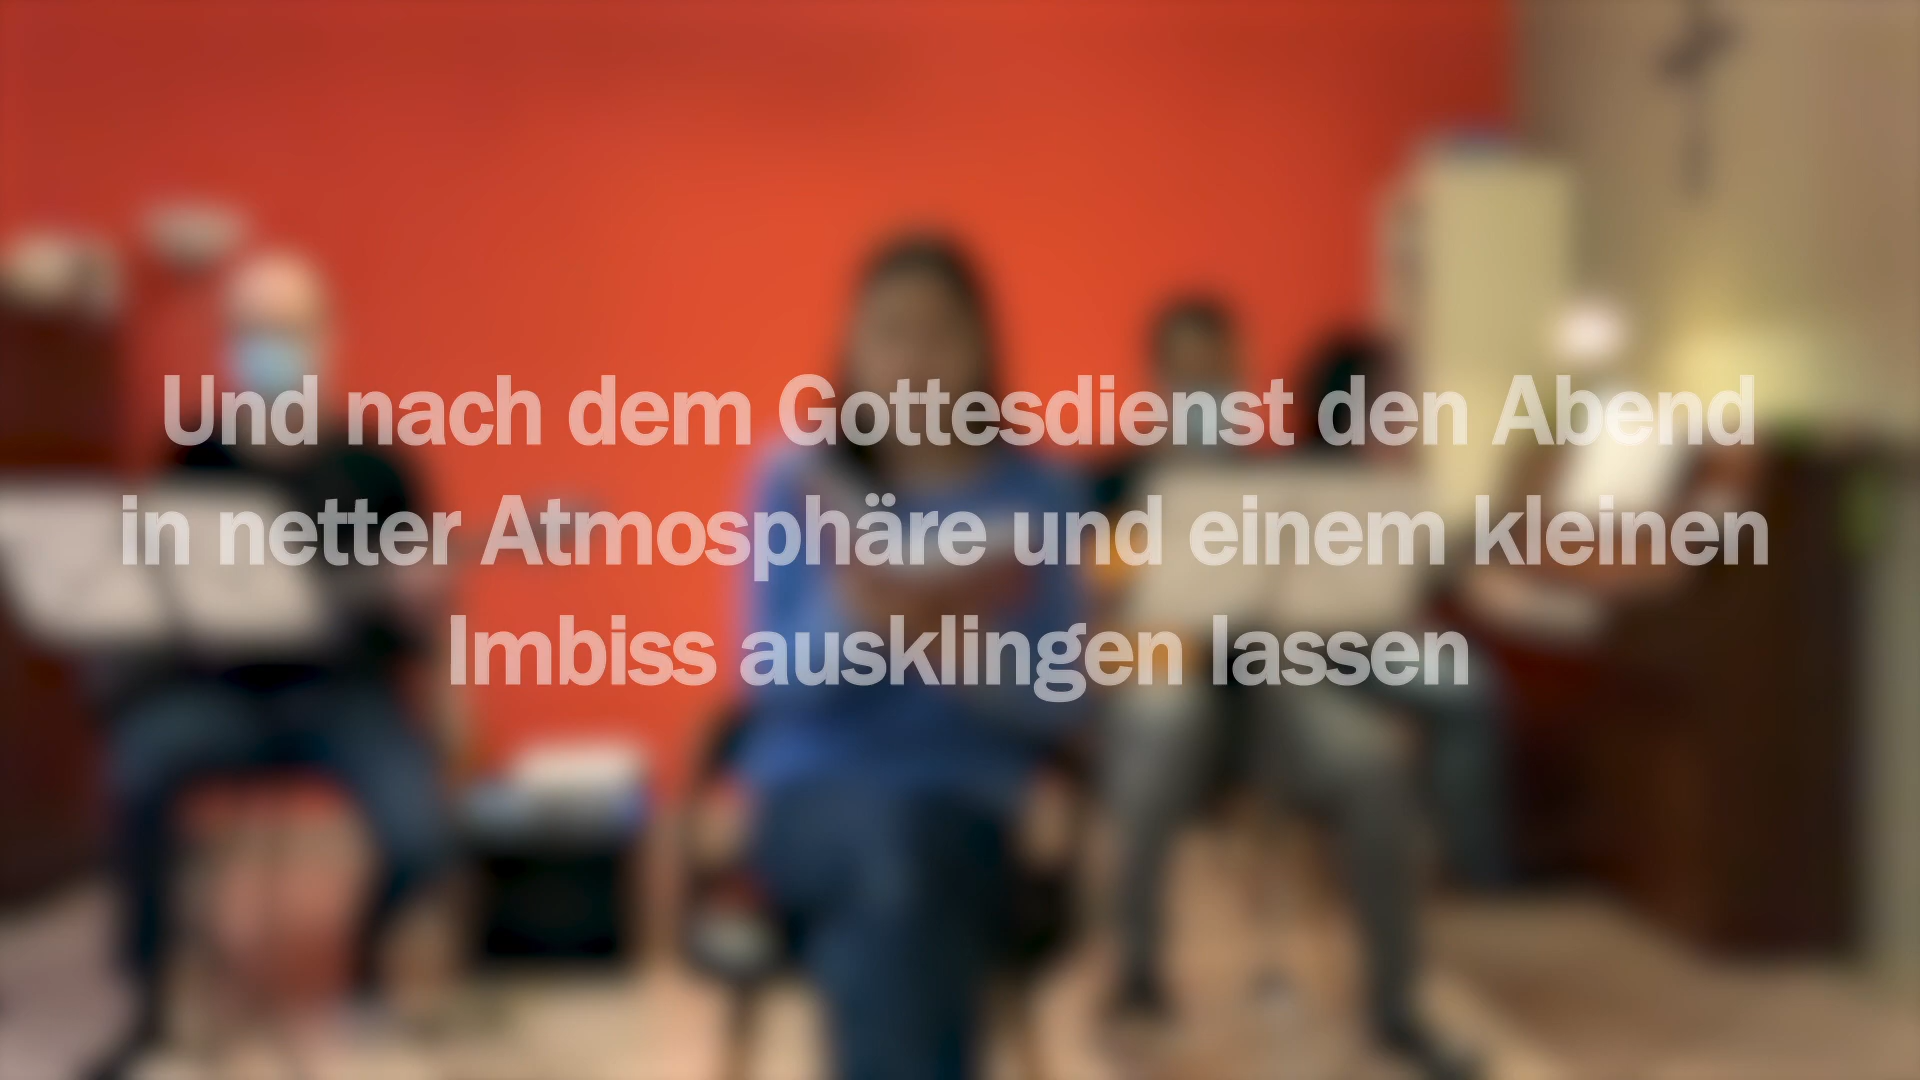 Und nach dem Gottesdienst den Abend
in netter Atmosphäre und einem kleinen
Imbiss ausklingen lassen